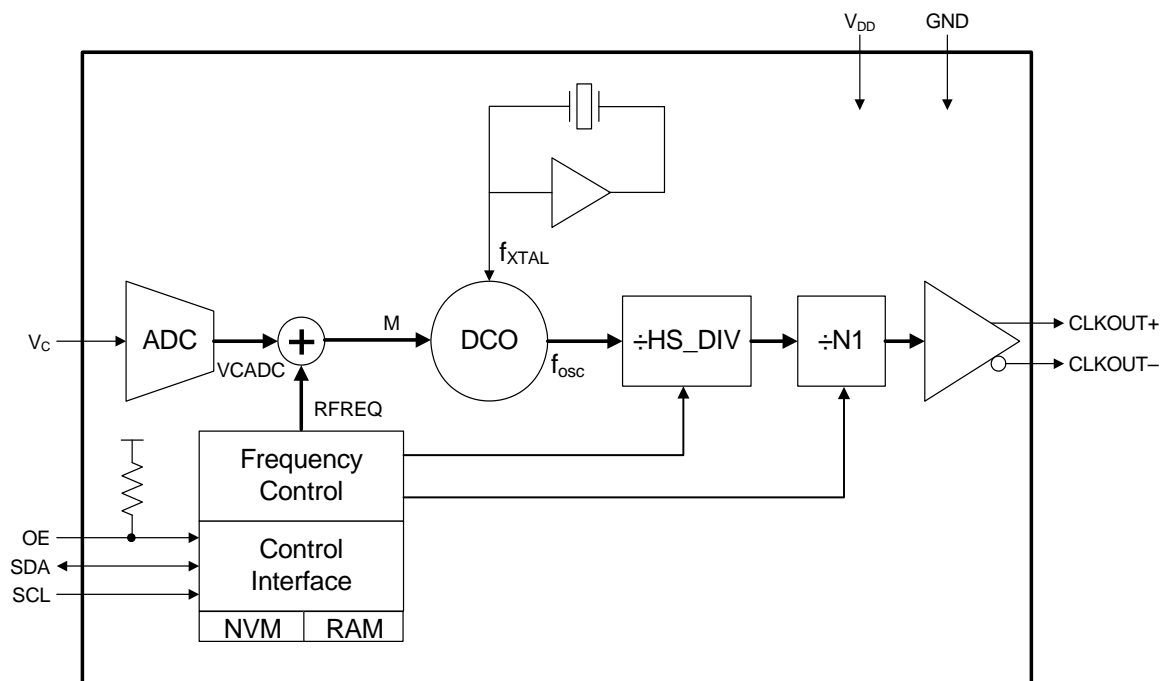 V_DD
GND
f_XTAL
V_C
ADC
VCADC
+
M
DCO
f_osc
÷HS_DIV
÷N1
CLKOUT+
CLKOUT–
RFREQ
Frequency
Control
OE
SDA
SCL
Control
Interface
NVM
RAM